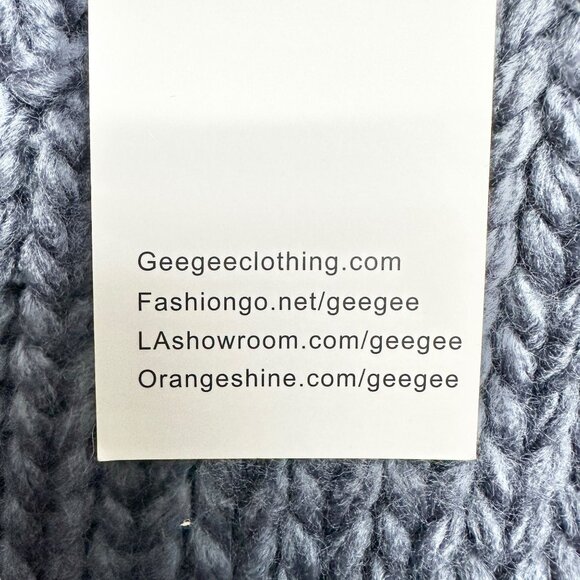 Geegeeclothing.com
Fashiongo.net/geegee
LAshowroom.com/geegee
Orangeshine.com/geegee